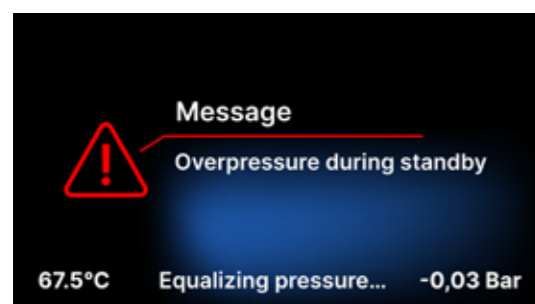 Message
Overpressure during standby
67.5°C Equalizing pressure... -0,03 Bar